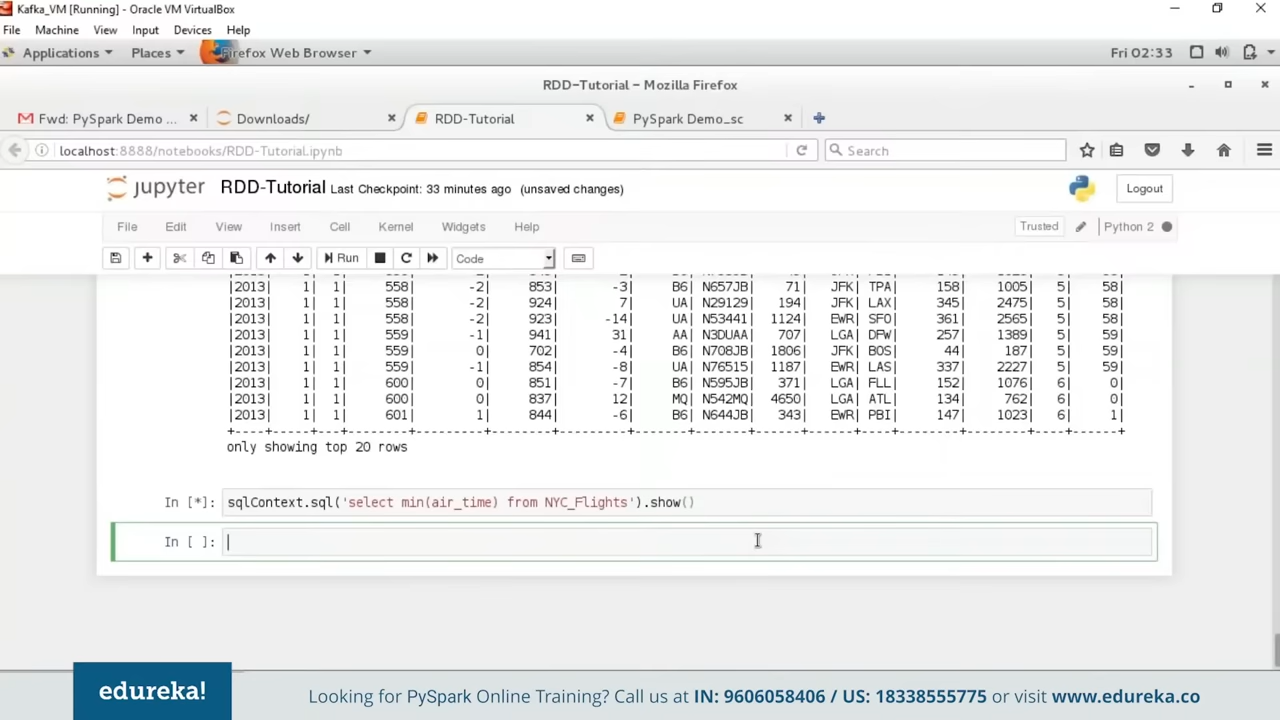 Kafka_VM [Running] - Oracle VM VirtualBox
File Machine View Input Devices Help
Applications Places Firefox Web Browser Fri 02:33
RDD-Tutorial - Mozilla Firefox
Fwd: PySpark Demo ... Downloads/ RDD-Tutorial PySpark Demo_sc
localhost:8888/notebooks/RDD-Tutorial.ipynb Search
jupyter RDD-Tutorial Last Checkpoint: 33 minutes ago (unsaved changes) Logout
File Edit View Insert Cell Kernel Widgets Help Trusted Python 2
Run Code
|2013| 1| 1| 558| -2| 853| -3| B6| N657JB| 71| JFK| TPA| 158| 1005| 5| 58|
|2013| 1| 1| 558| -2| 924| 7| UA| N29129| 194| JFK| LAX| 345| 2475| 5| 58|
|2013| 1| 1| 558| -2| 923| -14| UA| N53441| 1124| EWR| SFO| 361| 2565| 5| 58|
|2013| 1| 1| 559| -1| 941| 31| AA| N3DUAA| 707| LGA| DFW| 257| 1389| 5| 59|
|2013| 1| 1| 559| 0| 702| -4| B6| N708JB| 1806| JFK| BOS| 44| 187| 5| 59|
|2013| 1| 1| 559| -1| 854| -8| UA| N76515| 1187| EWR| LAS| 337| 2227| 5| 59|
|2013| 1| 1| 600| 0| 851| -7| B6| N595JB| 371| LGA| FLL| 152| 1076| 6| 0|
|2013| 1| 1| 600| 0| 837| 12| MQ| N542MQ| 4650| LGA| ATL| 134| 762| 6| 0|
|2013| 1| 1| 601| 1| 844| -6| B6| N644JB| 343| EWR| PBI| 147| 1023| 6| 1|
+----+-----+---+--------+---------+--------+---------+-------+-------+------+------+----+--------+--------+----+------+
only showing top 20 rows
In [*]: sqlContext.sql('select min(air_time) from NYC_Flights').show()
In [ ]:
edureka! Looking for PySpark Online Training? Call us at IN: 9606058406 / US: 18338555775 or visit www.edureka.co